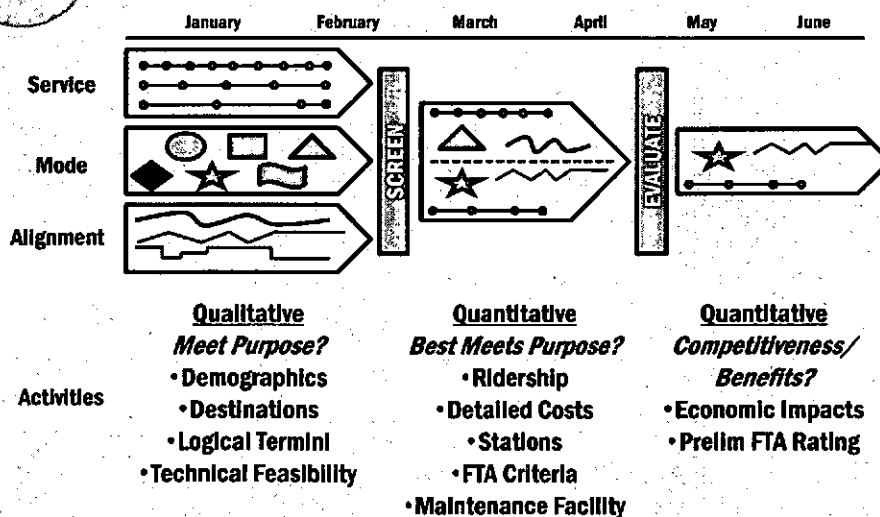 January February March April May June
Service
Mode
Alignment
SCREEN
EVALUATE
Activities
Qualitative
Meet Purpose?
•Demographics
•Destinations
•Logical Termini
•Technical Feasibility
Quantitative
Best Meets Purpose?
•Ridership
•Detailed Costs
•Stations
•FTA Criteria
•Maintenance Facility
Quantitative
Competitiveness/
Benefits?
•Economic Impacts
•Prelim FTA Rating